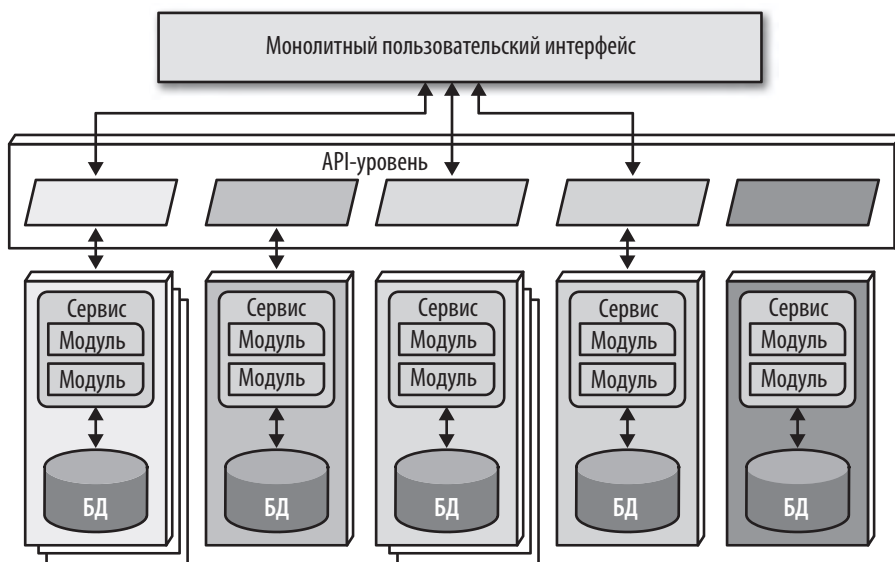 Монолитный пользовательский интерфейс
API-уровень
Сервис
Модуль
Модуль
БД
Сервис
Модуль
Модуль
БД
Сервис
Модуль
Модуль
БД
Сервис
Модуль
Модуль
БД
Сервис
Модуль
Модуль
БД